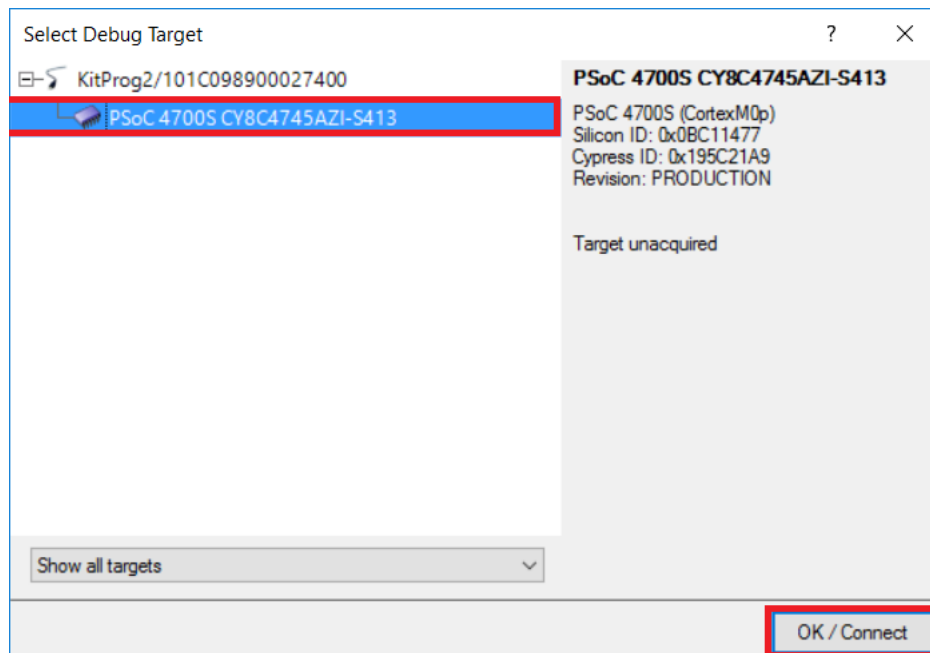 Select Debug Target
KitProg2/101C098900027400
PSoC 4700S CY8C4745AZI-S413
PSoC 4700S CY8C4745AZI-S413
PSoC 4700S (CortexM0p)
Silicon ID: 0x0BC11477
Cypress ID: 0x195C21A9
Revision: PRODUCTION
Target unacquired
Show all targets
OK / Connect